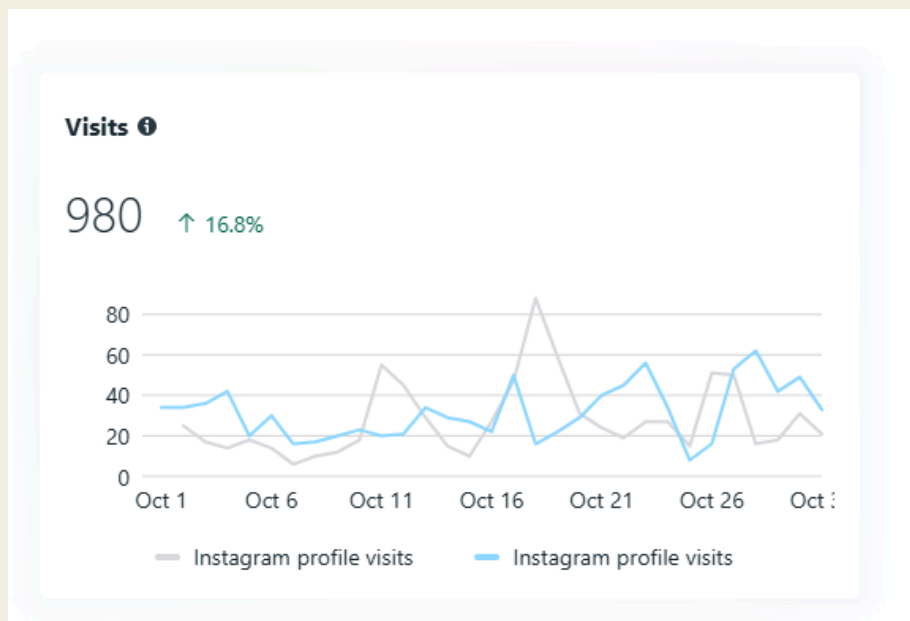 Visits
980 ↑ 16.8%
80
60
40
20
0
Oct 1 Oct 6 Oct 11 Oct 16 Oct 21 Oct 26 Oct
Instagram profile visits Instagram profile visits